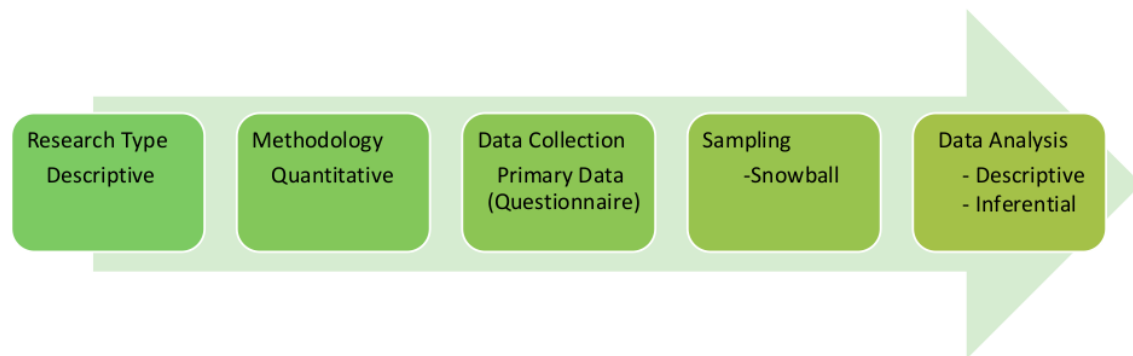 Research Type
Descriptive
Methodology
Quantitative
Data Collection
Primary Data
(Questionnaire)
Sampling
-Snowball
Data Analysis
- Descriptive
- Inferential